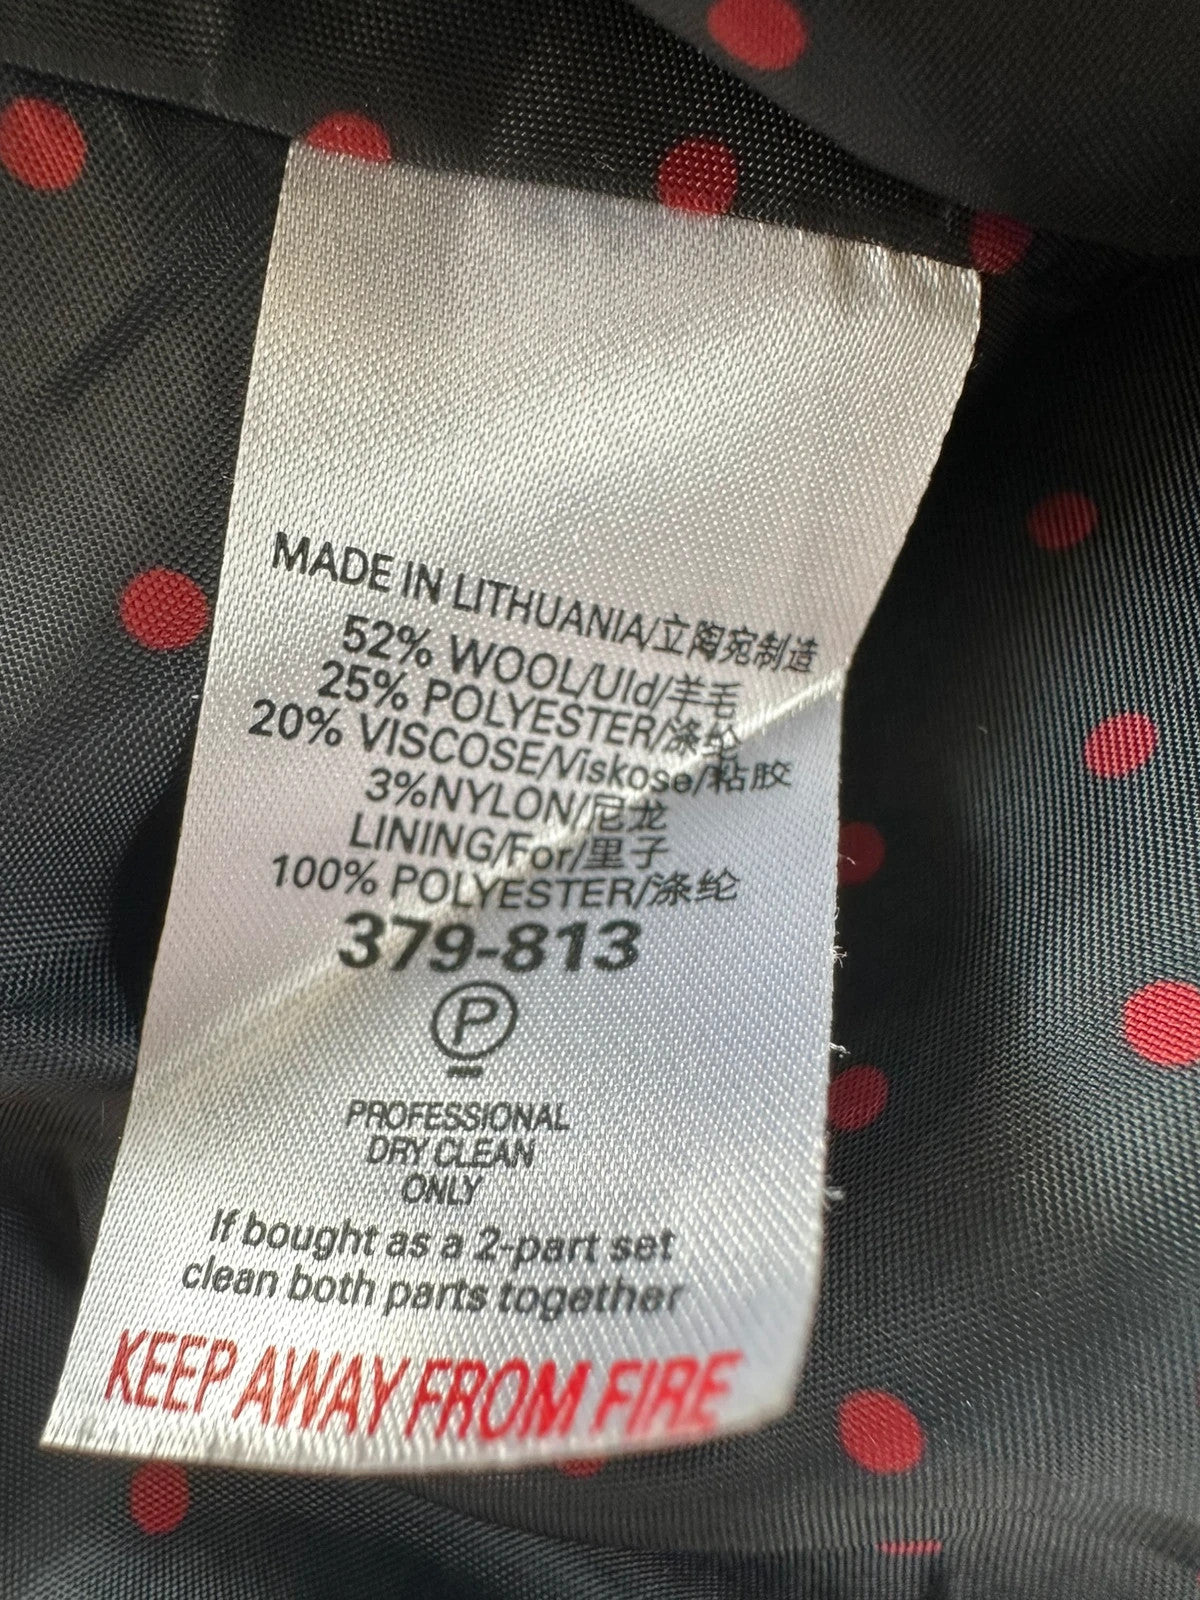 MADE IN LITHUANIA/立陶宛制造
52% WOOL/Uld/羊毛
25% POLYESTER/涤纶
20% VISCOSE/Viskose/粘胶
3%NYLON/尼龙
LINING/For/里子
100% POLYESTER/涤纶
379-813
P
PROFESSIONAL
DRY CLEAN
ONLY
If bought as a 2-part set
clean both parts together
KEEP AWAY FROM FIRE